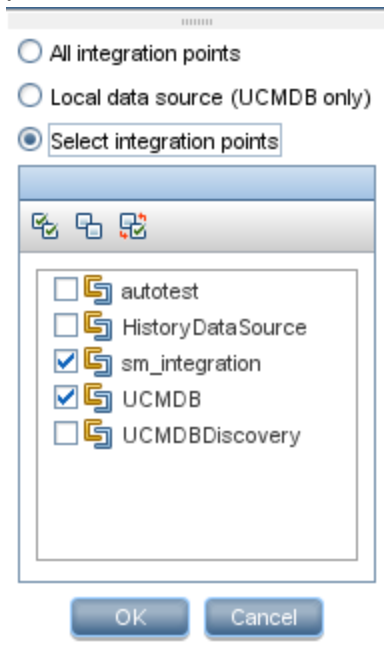 All integration points
Local data source (UCMDB only)
Select integration points
autotest
HistoryDataSource
sm_integration
UCMDB
UCMDBDiscovery
OK Cancel